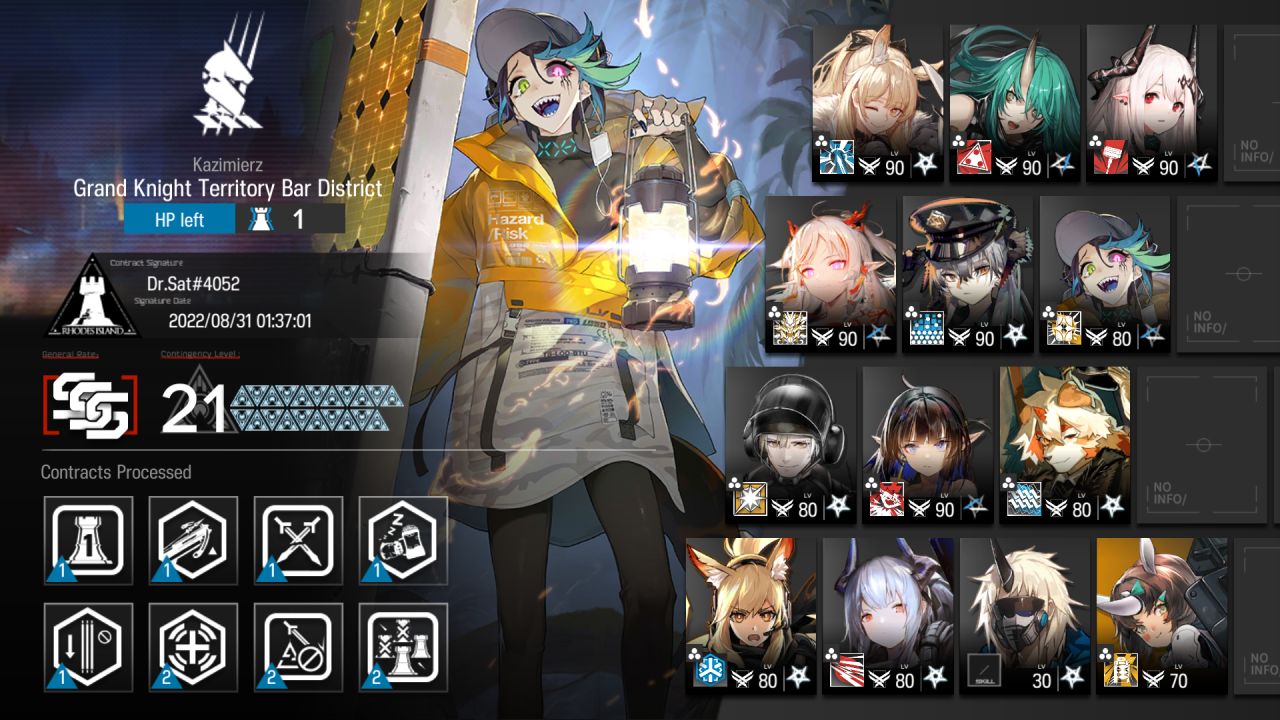 Kazimierz
Grand Knight Territory Bar District
HP left
1
Contract Signature
Dr.Sat#4052
Signature Date
2022/08/31 01:37:01
RHODES ISLAND
General Rate:
Contingency Level:
21
Contracts Processed
1
1
1
1
1
1
2
2
2
Hazard
/Risk
LV
90
LV
90
LV
90
NO
INFO/
LV
90
LV
90
LV
80
NO
INFO/
LV
80
LV
90
LV
80
NO
INFO/
LV
80
LV
80
SKILL
LV
30
LV
70
NO
INFO